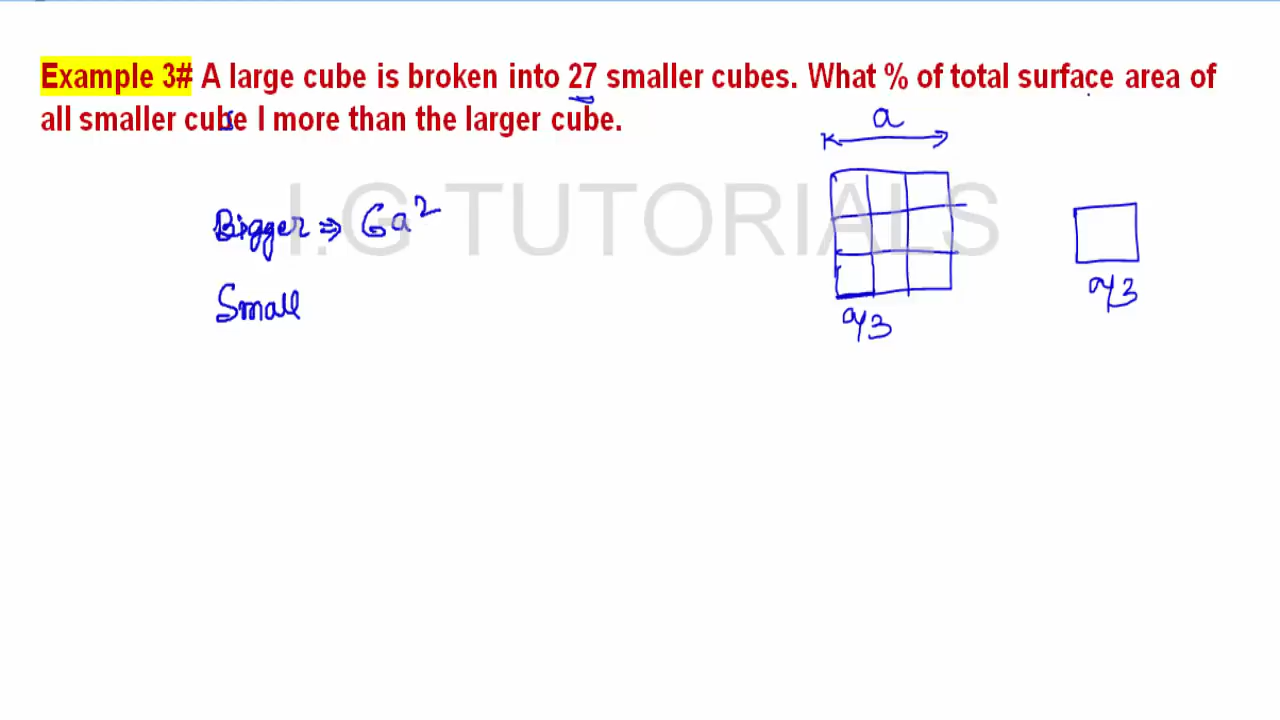 Example 3# A large cube is broken into 27 smaller cubes. What % of total surface area of
all smaller cubes I more than the larger cube.
a
I.G TUTORIALS
Bigger ⇒ 6a²
Small
a/3
a/3